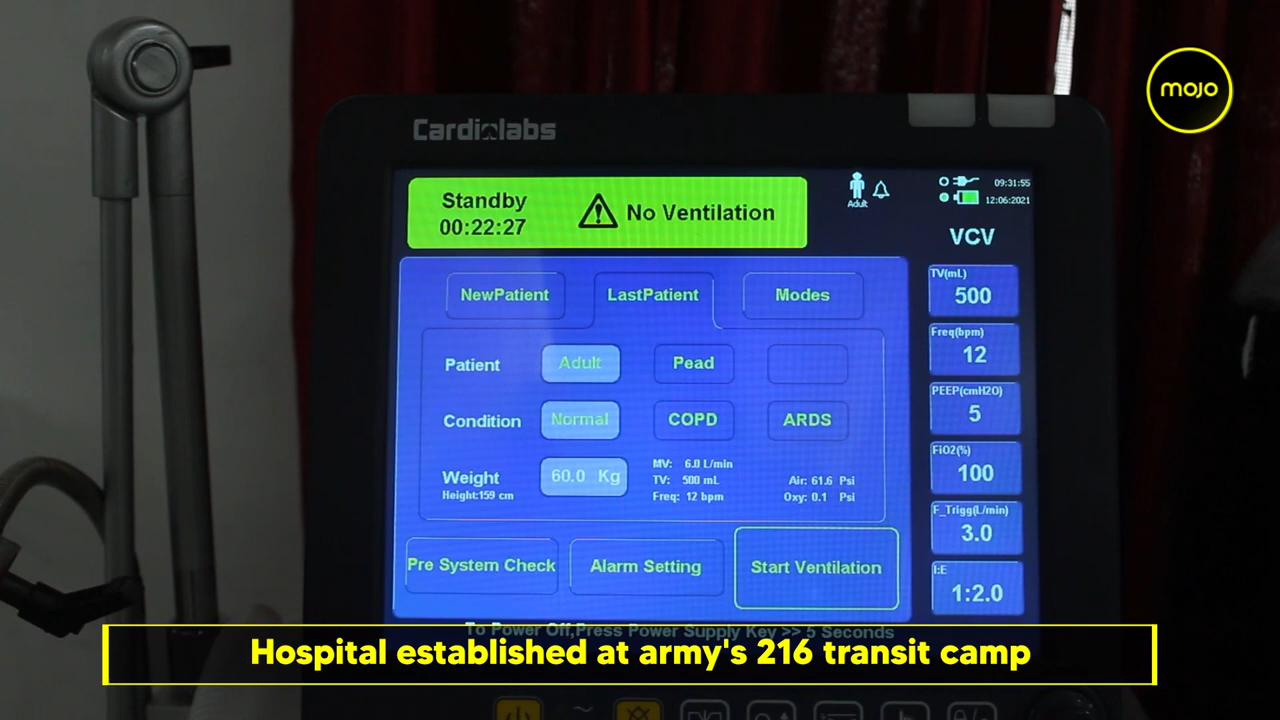 mojo
Cardiolabs
Standby
00:22:27
No Ventilation
Adult
09:31:55
12:06:2021
VCV
NewPatient
LastPatient
Modes
Patient
Adult
Pead
Condition
Normal
COPD
ARDS
Weight
Height:159 cm
60.0 Kg
MV: 6.0 L/min
TV: 500 mL
Freq: 12 bpm
Air: 61.6 Psi
Oxy: 0.1 Psi
Pre System Check
Alarm Setting
Start Ventilation
TV(mL)
500
Freq(bpm)
12
PEEP(cmH2O)
5
FiO2(%)
100
F_Trigg(L/min)
3.0
I:E
1:2.0
To Power Off,Press Power Supply Key >> 5 Seconds
Hospital established at army's 216 transit camp